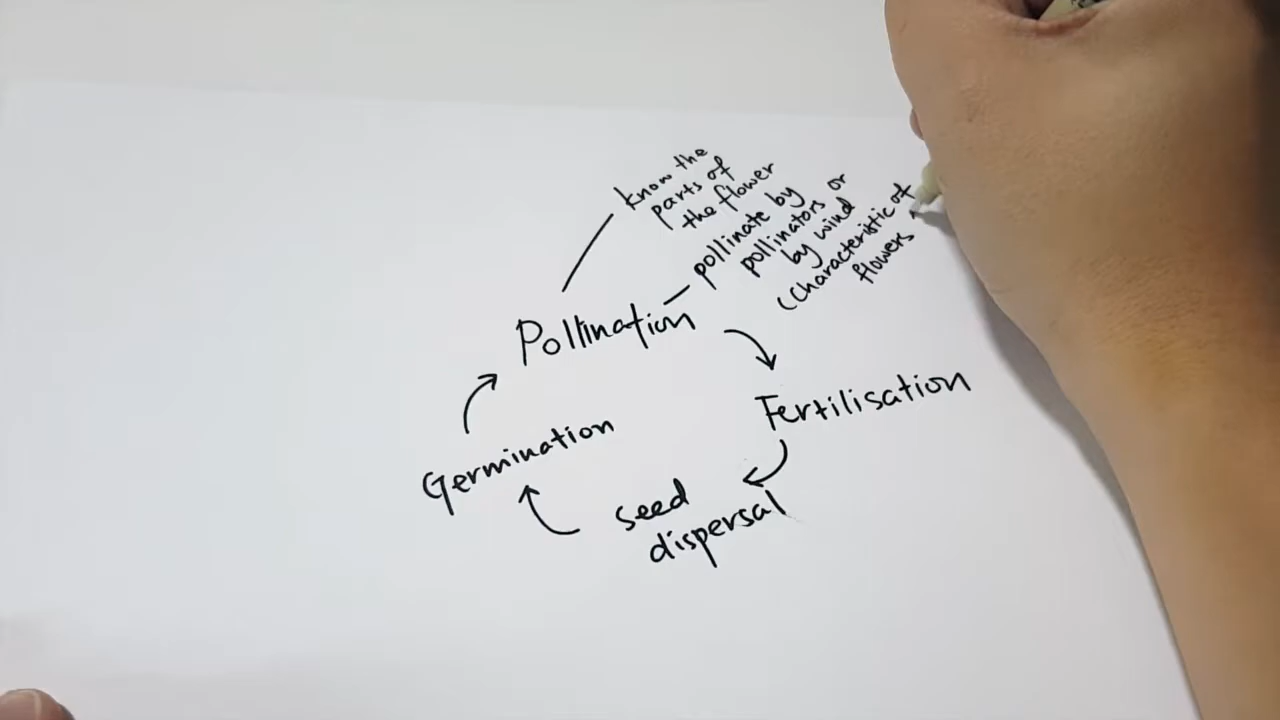 know the
parts of
the flower
pollinate by
pollinators or
by wind
(characteristic of
flowers
Pollination
Fertilisation
seed
dispersal
Germination